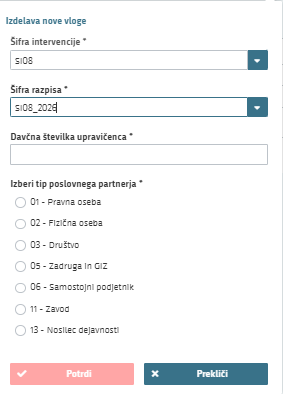 Izdelava nove vloge
Šifra intervencije *
si08
Šifra razpisa *
si08_2026
Davčna številka upravičenca *
Izberi tip poslovnega partnerja *
01 - Pravna oseba
02 - Fizična oseba
03 - Društvo
05 - Zadruga in GIZ
06 - Samostojni podjetnik
11 - Zavod
13 - Nosilec dejavnosti
Potrdi
Prekliči